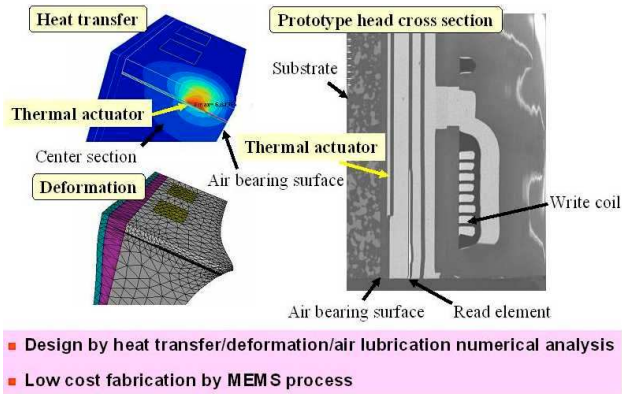 Heat transfer
Thermal actuator
Center section
Air bearing surface
Deformation
Prototype head cross section
Substrate
Thermal actuator
Write coil
Air bearing surface
Read element
Design by heat transfer/deformation/air lubrication numerical analysis
Low cost fabrication by MEMS process